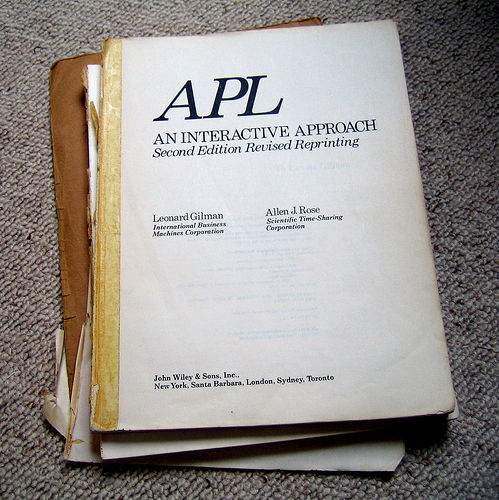 APL
AN INTERACTIVE APPROACH
Second Edition Revised Reprinting
Leonard Gilman
International Business
Machines Corporation
Allen J. Rose
Scientific Time-Sharing
Corporation
John Wiley & Sons, Inc.,
New York, Santa Barbara, London, Sydney, Toronto